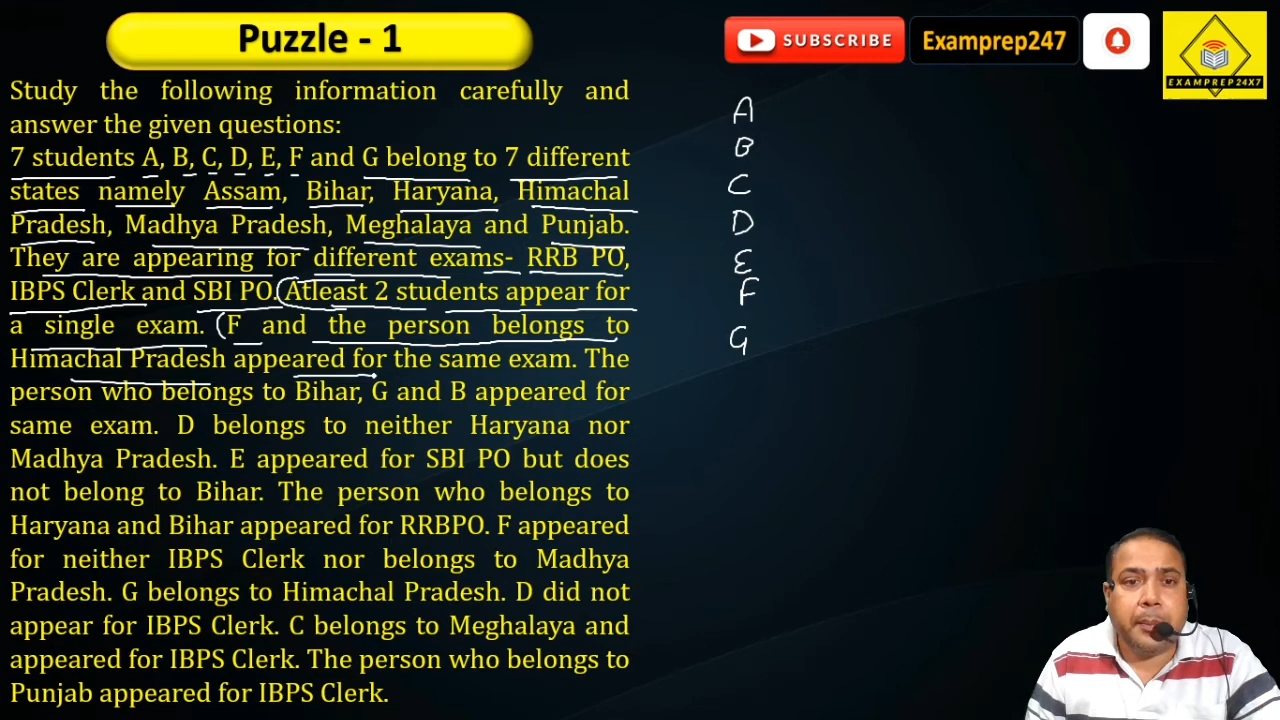 Puzzle - 1
SUBSCRIBE
Examprep247
EXAMPREP24X7
Study the following information carefully and
answer the given questions:
7 students A, B, C, D, E, F and G belong to 7 different
states namely Assam, Bihar, Haryana, Himachal
Pradesh, Madhya Pradesh, Meghalaya and Punjab.
They are appearing for different exams- RRB PO,
IBPS Clerk and SBI PO. Atleast 2 students appear for
a single exam. F and the person belongs to
Himachal Pradesh appeared for the same exam. The
person who belongs to Bihar, G and B appeared for
same exam. D belongs to neither Haryana nor
Madhya Pradesh. E appeared for SBI PO but does
not belong to Bihar. The person who belongs to
Haryana and Bihar appeared for RRBPO. F appeared
for neither IBPS Clerk nor belongs to Madhya
Pradesh. G belongs to Himachal Pradesh. D did not
appear for IBPS Clerk. C belongs to Meghalaya and
appeared for IBPS Clerk. The person who belongs to
Punjab appeared for IBPS Clerk.
A
B
C
D
E
F
G